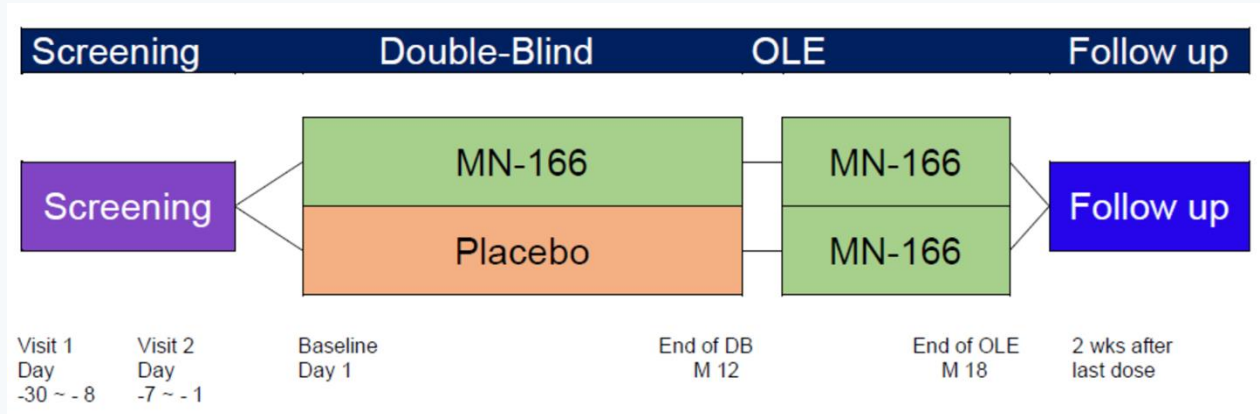 Screening Double-Blind OLE Follow up
MN-166 MN-166
Screening Follow up
Placebo MN-166
Visit 1 Visit 2 Baseline End of DB End of OLE 2 wks after
Day Day Day 1 M 12 M 18 last dose
-30 ~ - 8 -7 ~ - 1